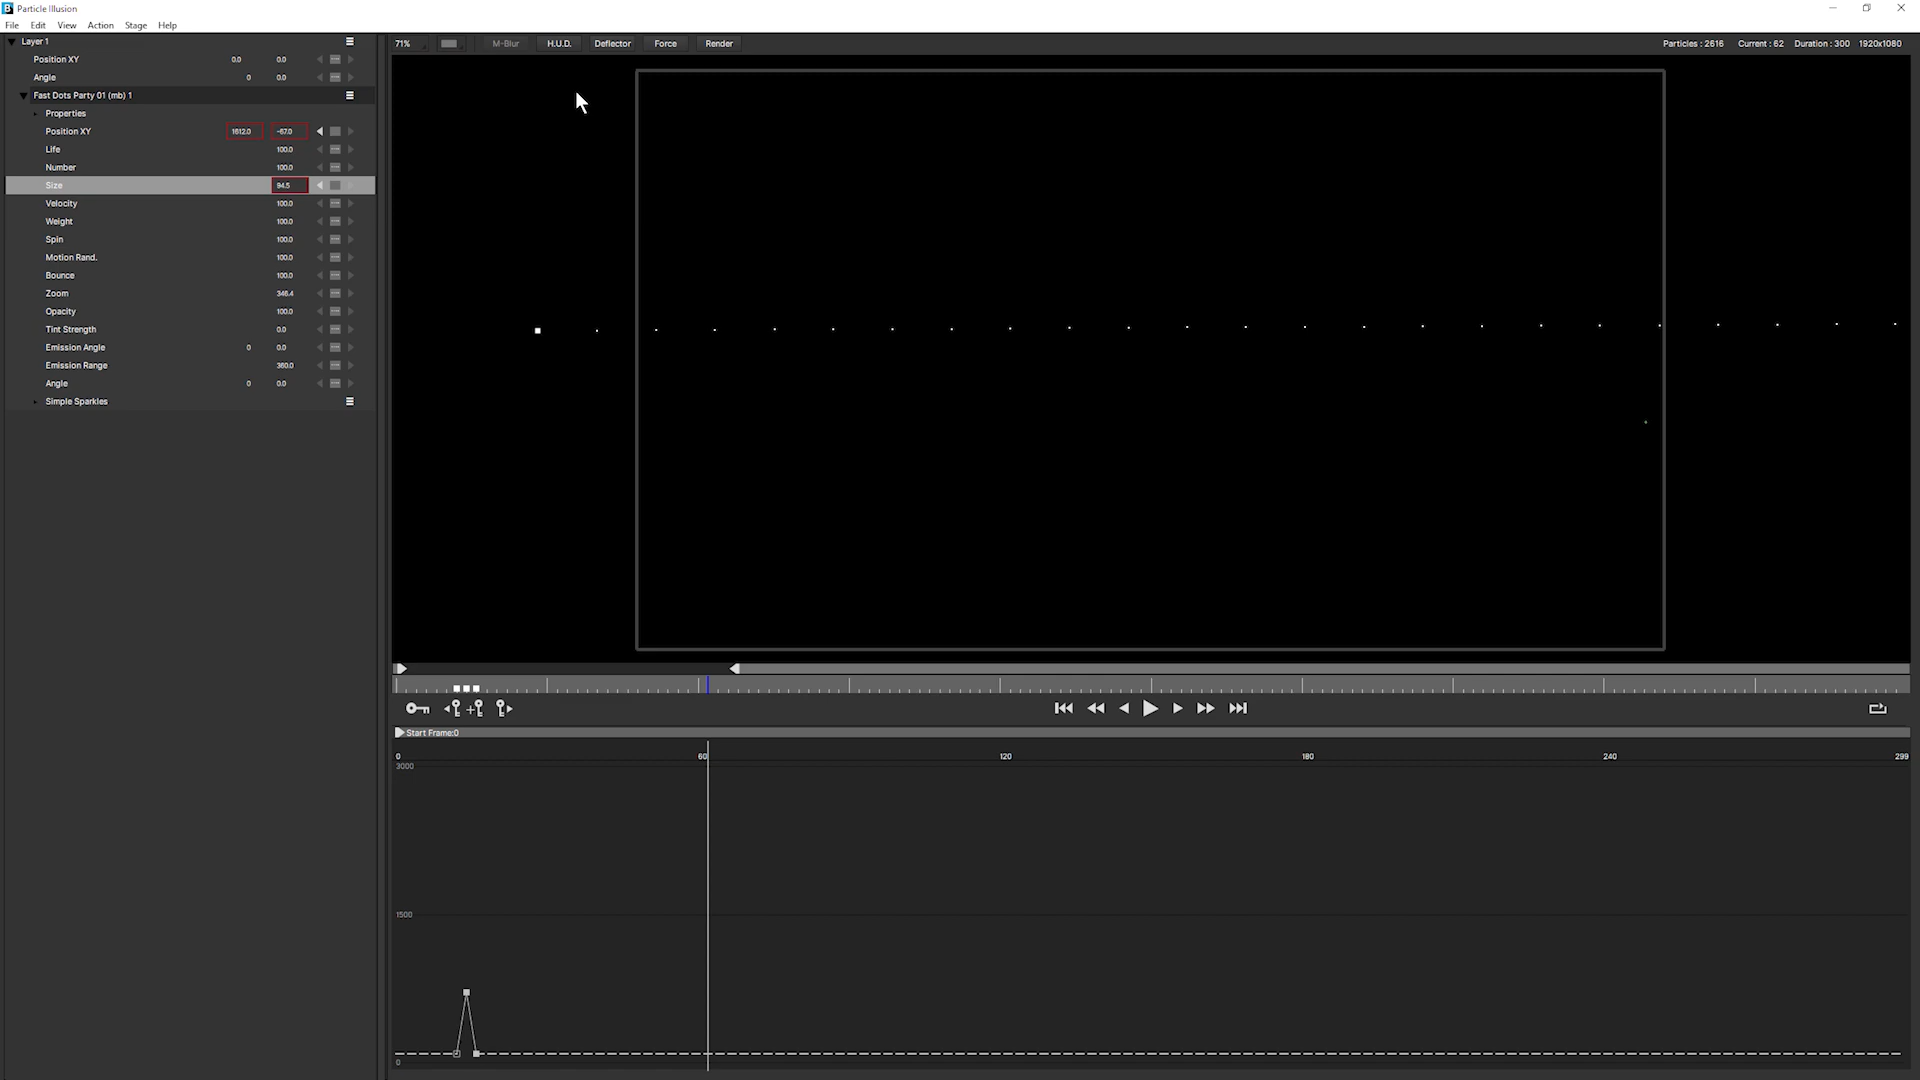 Particle Illusion
File Edit View Action Stage Help
Layer 1
71% M-Blur H.U.D. Deflector Force Render Particles : 2616 Current : 62 Duration : 300 1920x1080
Position XY 0.0 0.0
Angle 0 0.0
Fast Dots Party 01 (mb) 1
Properties
Position XY 1612.0 -67.0
Life 100.0
Number 100.0
Size 94.5
Velocity 100.0
Weight 100.0
Spin 100.0
Motion Rand. 100.0
Bounce 100.0
Zoom 346.4
Opacity 100.0
Tint Strength 0.0
Emission Angle 0 0.0
Emission Range 360.0
Angle 0 0.0
Simple Sparkles
Start Frame:0
0 60 120 180 240 299
3000
1500
0